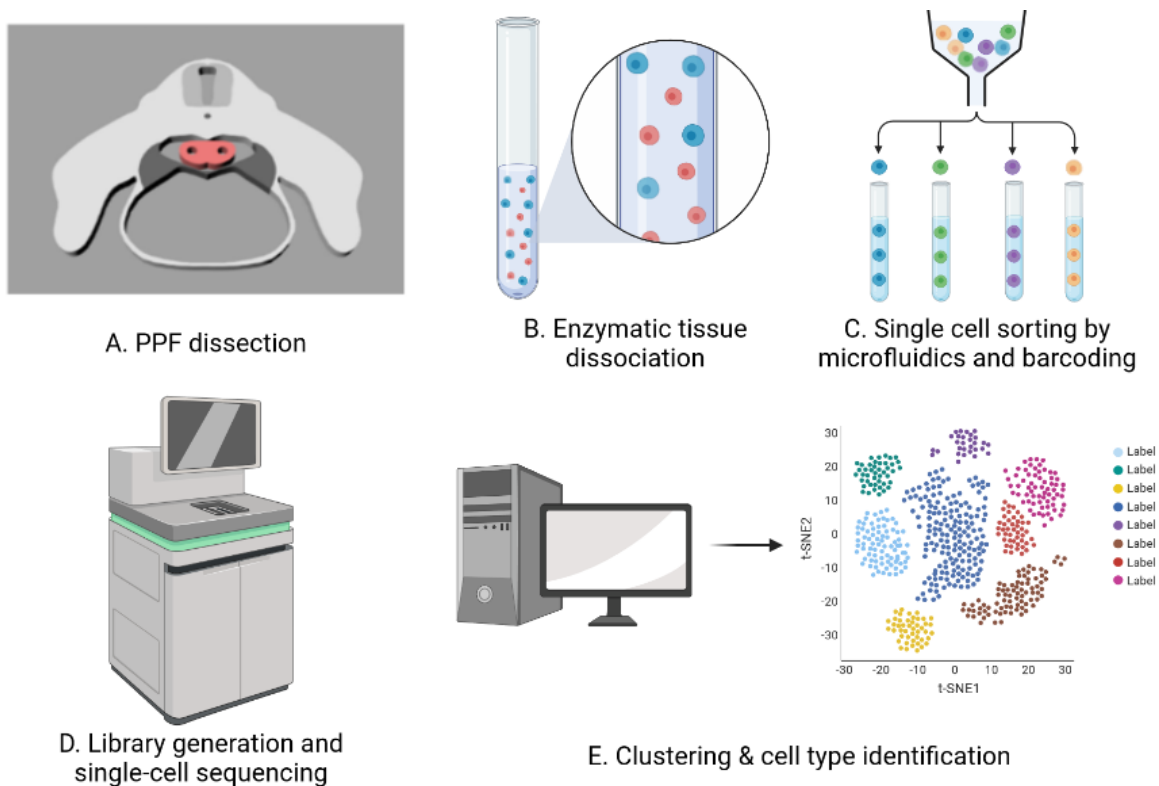 A. PPF dissection
B. Enzymatic tissue
dissociation
C. Single cell sorting by
microfluidics and barcoding
D. Library generation and
single-cell sequencing
30
20
10
0
-10
-20
-30
t-SNE2
-30 -20 -10 0 10 20 30
t-SNE1
Label
Label
Label
Label
Label
Label
Label
Label
E. Clustering & cell type identification